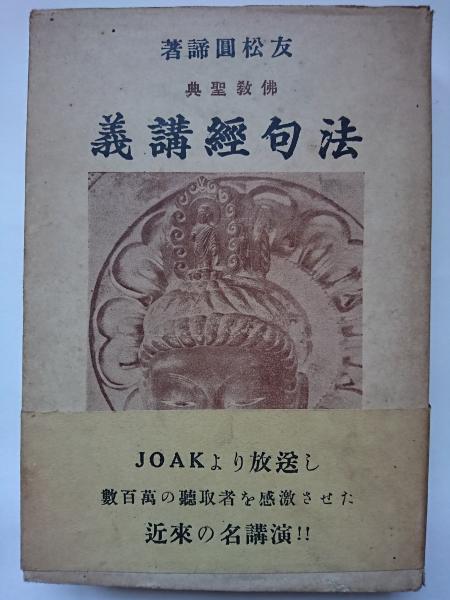 友松圓諦著
佛教聖典
法句經講義
JOAKより放送し
數百萬の聽取者を感激させた
近來の名講演!!